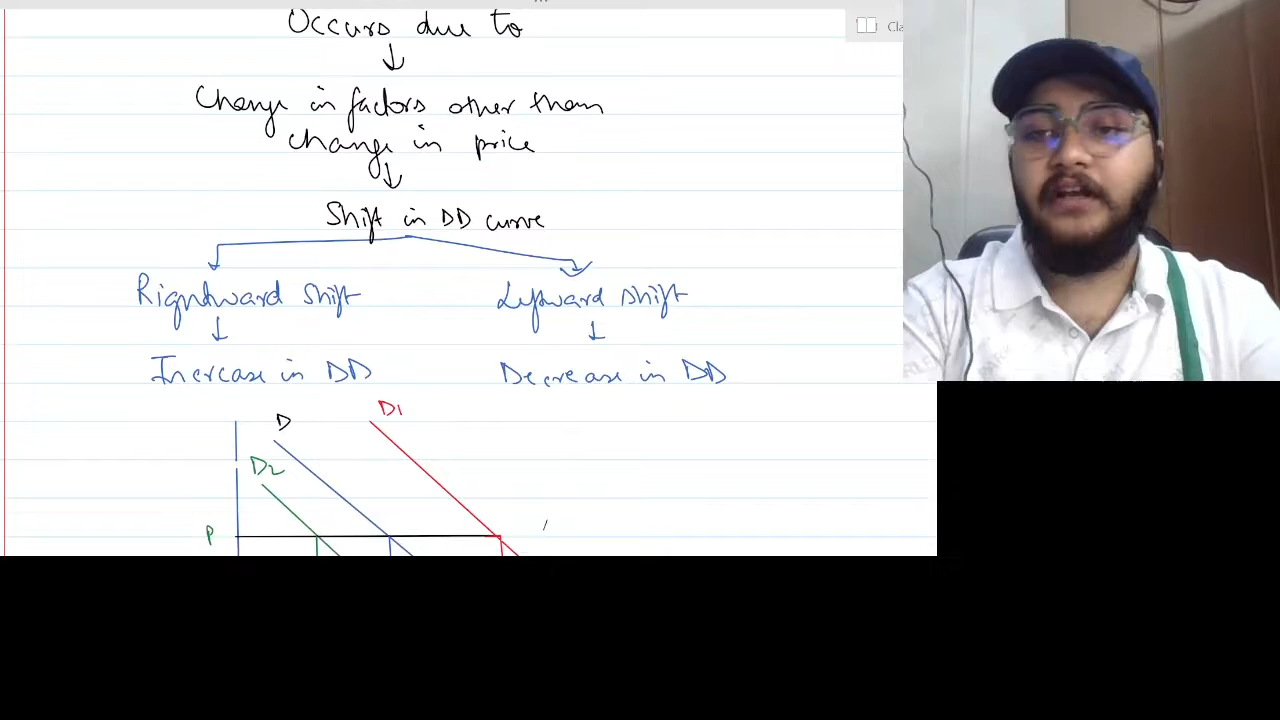 Occurs due to
Change in factors other than
change in price
Shift in DD curve
Rightward Shift
Leftward shift
Increase in DD
Decrease in DD
D
D1
D2
P
Cla